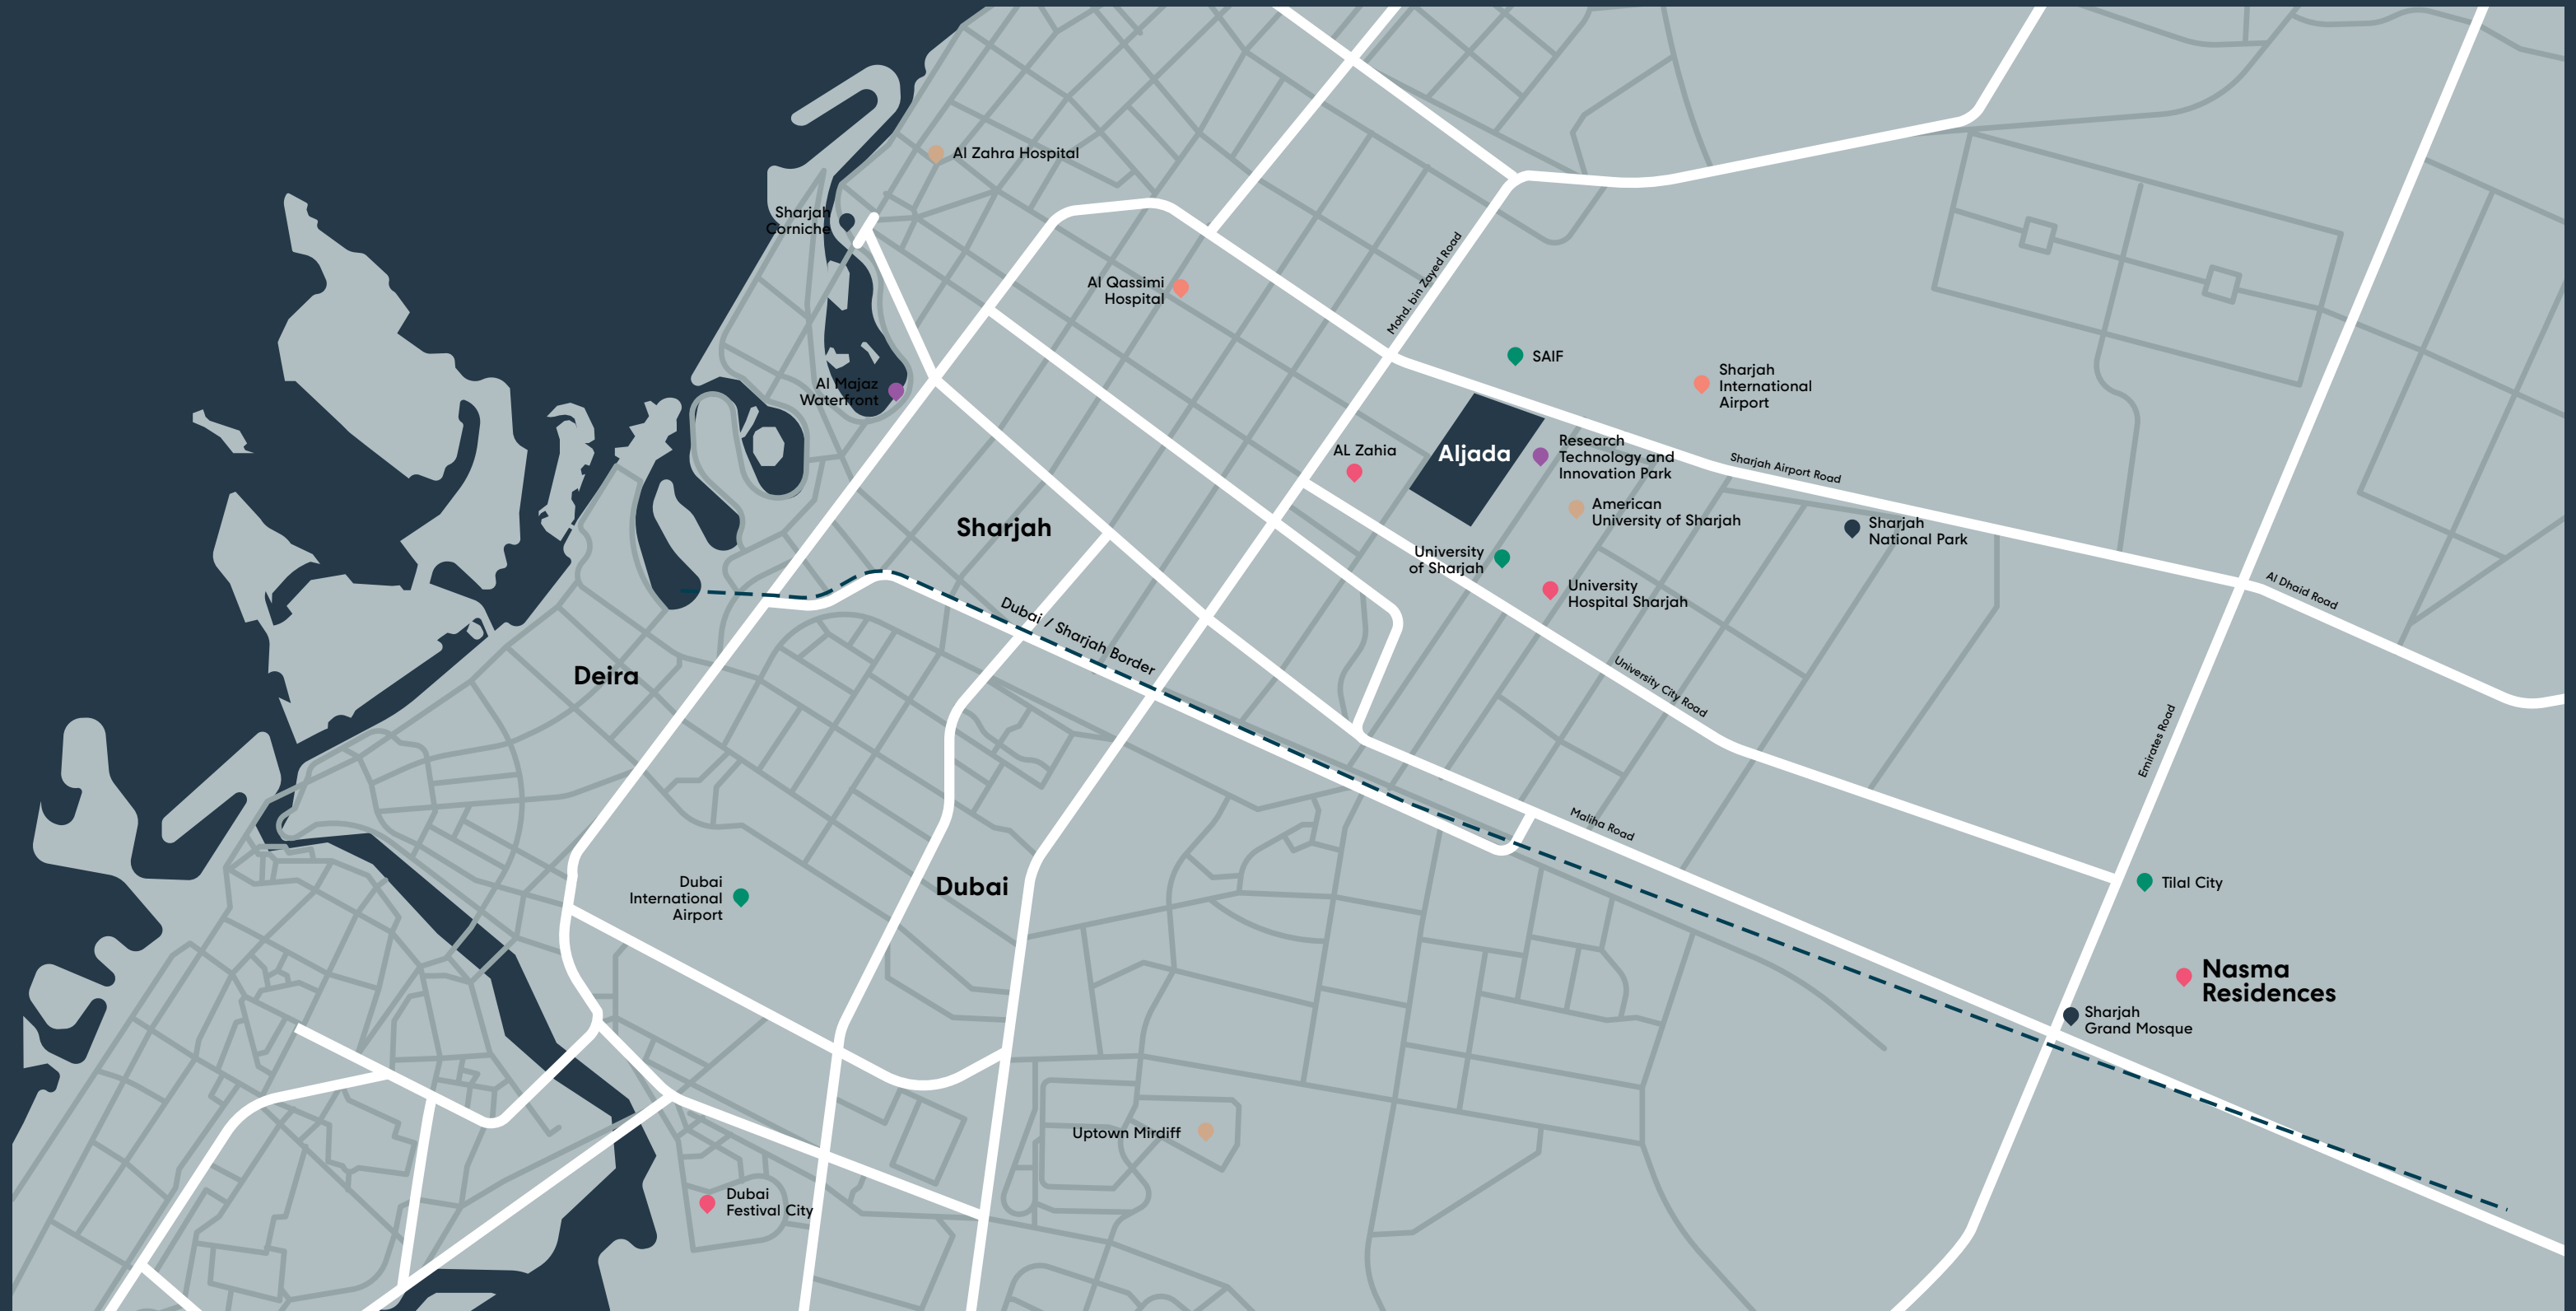 Al Zahra Hospital
Sharjah
Corniche
Al Qassimi
Hospital
Mohd. bin Zayed Road
SAIF
Sharjah
International
Airport
Al Majaz
Waterfront
AL Zahia
Aljada
Research
Technology and
Innovation Park
Sharjah Airport Road
American
University of Sharjah
Sharjah
National Park
Sharjah
University
of Sharjah
University
Hospital Sharjah
Al Dhaid Road
Dubai / Sharjah Border
Deira
University City Road
Emirates Road
Maliha Road
Dubai
International
Airport
Dubai
Tilal City
Nasma
Residences
Sharjah
Grand Mosque
Uptown Mirdiff
Dubai
Festival City